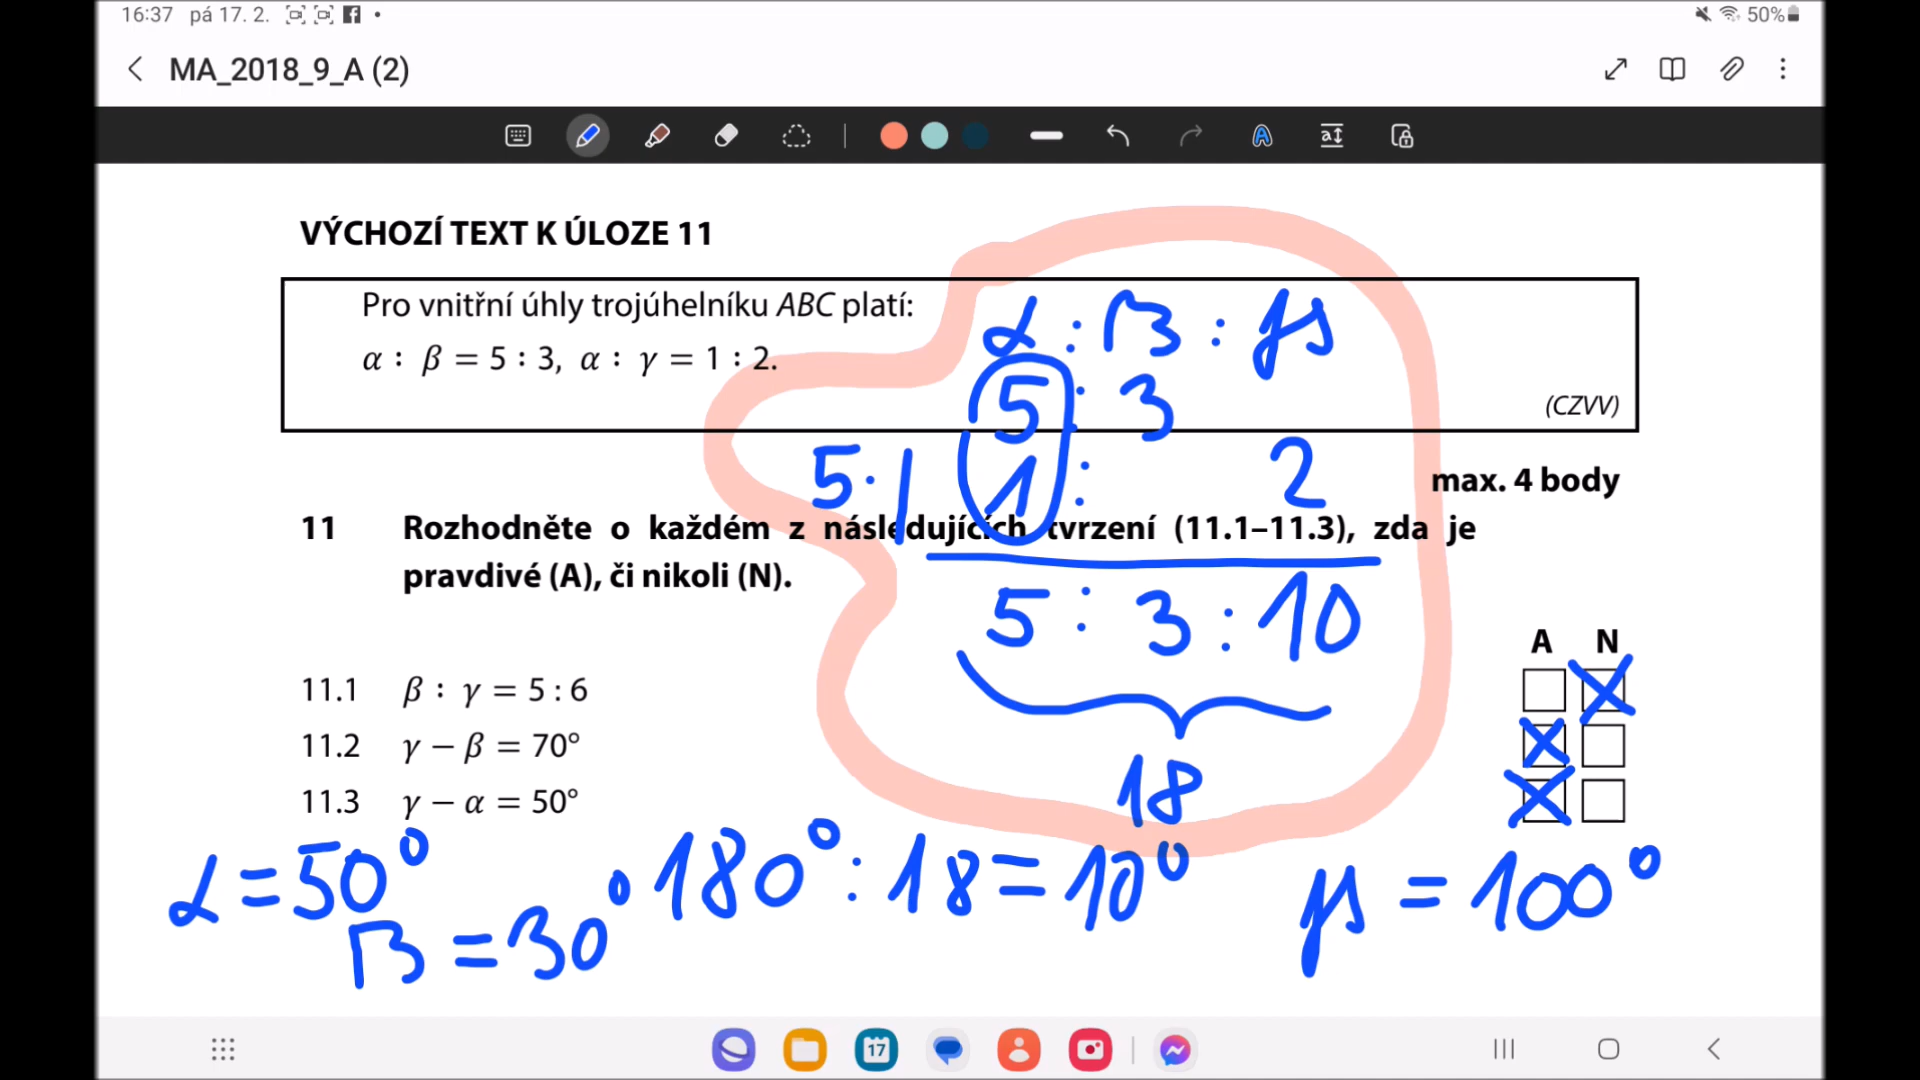 16:37 pá 17. 2.
50%
MA_2018_9_A (2)
VÝCHOZÍ TEXT K ÚLOZE 11
Pro vnitřní úhly trojúhelníku ABC platí:
α : β = 5 : 3, α : γ = 1 : 2.
(CZVV)
α : β : γ
5 : 3
5·1 1 : 2
max. 4 body
11 Rozhodněte o každém z následujících tvrzení (11.1–11.3), zda je
pravdivé (A), či nikoli (N).
5 : 3 : 10
A N
11.1 β : γ = 5 : 6
11.2 γ − β = 70°
11.3 γ − α = 50°
18
α = 50° 180° : 18 = 10° γ = 100°
β = 30°
17